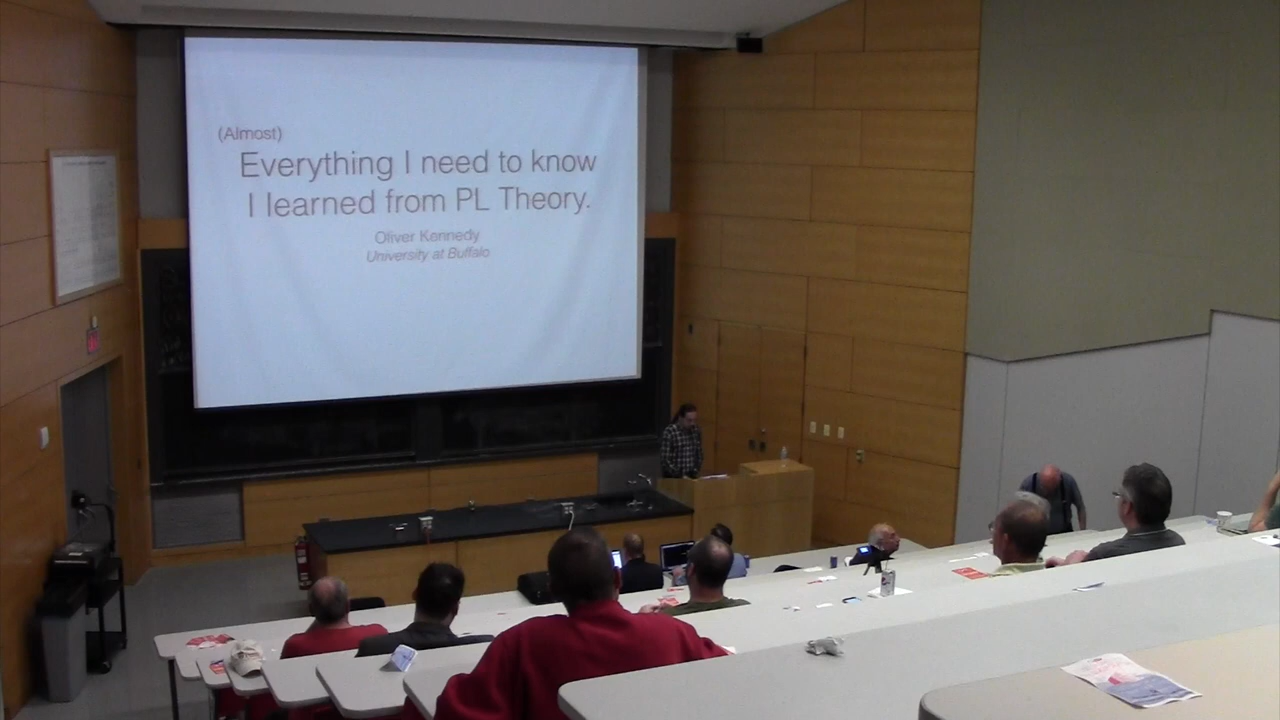 (Almost)
Everything I need to know
I learned from PL Theory.
Oliver Kennedy
University at Buffalo